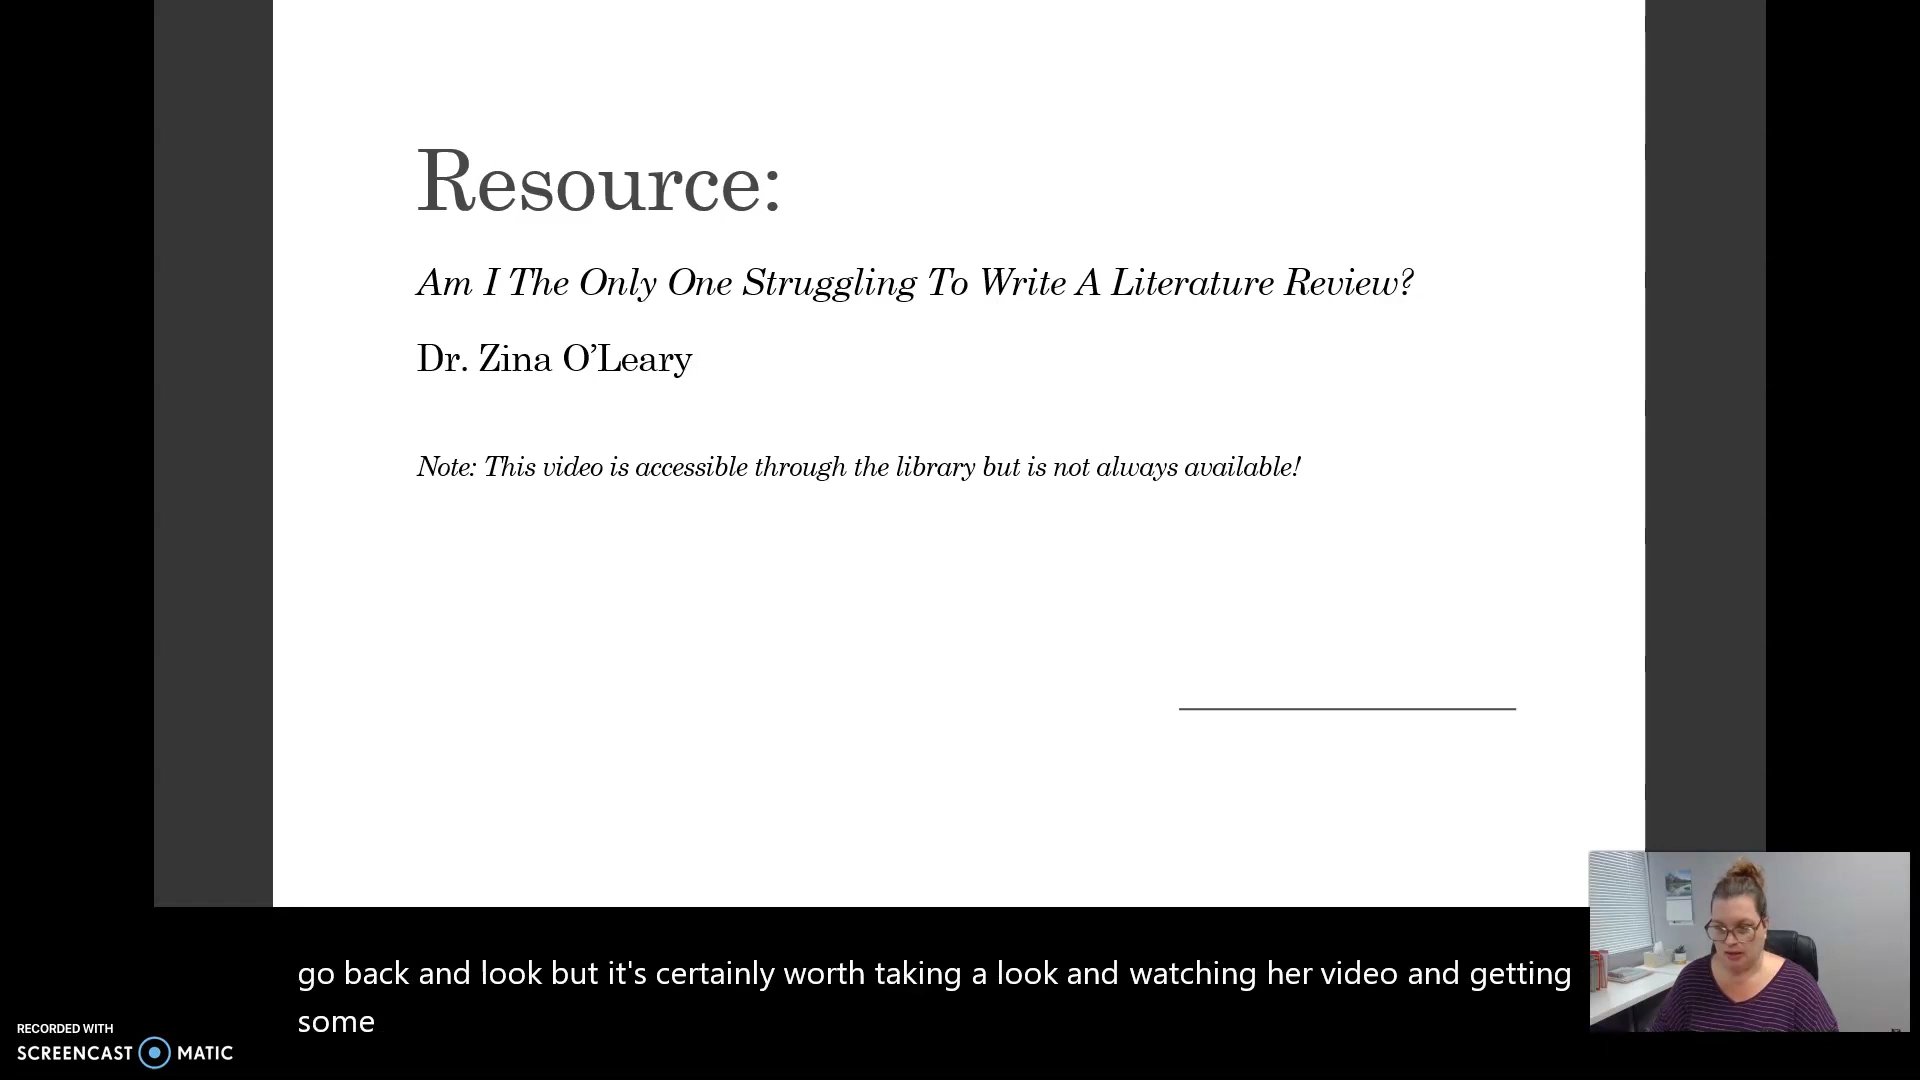 Resource:
Am I The Only One Struggling To Write A Literature Review?
Dr. Zina O’Leary
Note: This video is accessible through the library but is not always available!
go back and look but it's certainly worth taking a look and watching her video and getting
some
RECORDED WITH
SCREENCAST MATIC